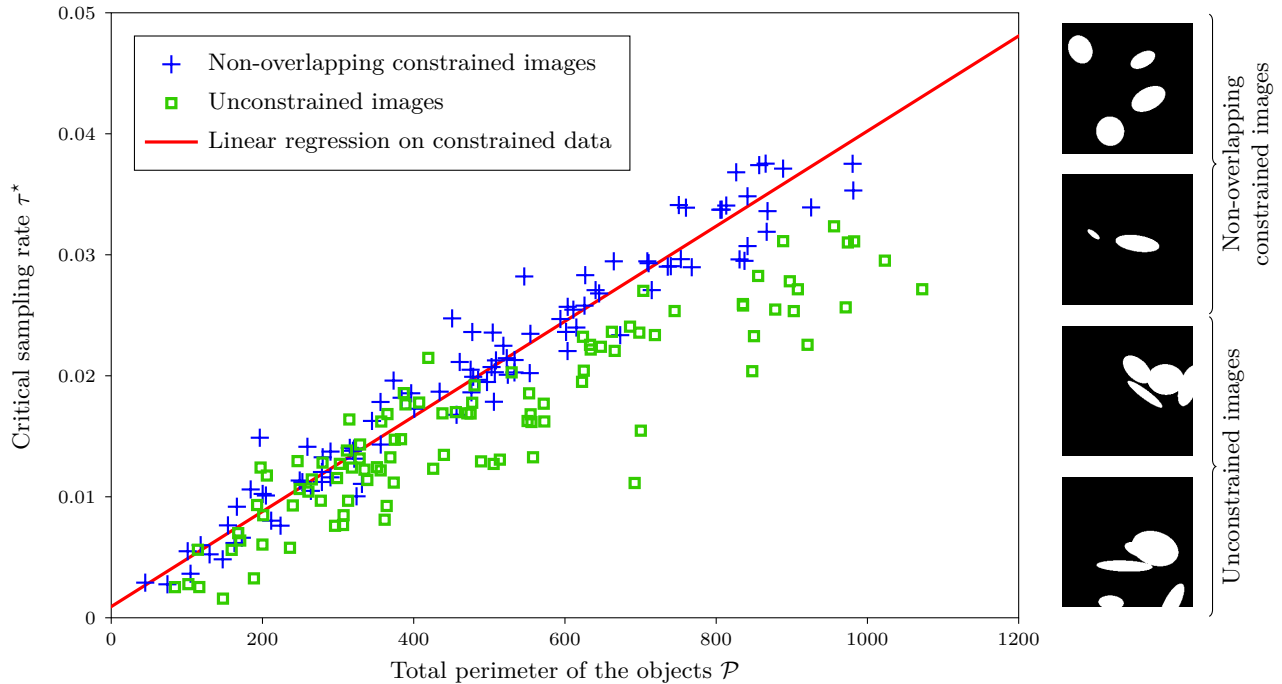 0.05
0.04
0.03
0.02
0.01
0
0
200
400
600
800
1000
1200
Critical sampling rate τ*
Total perimeter of the objects 𝒫
Non-overlapping constrained images
Unconstrained images
Linear regression on constrained data
Non-overlapping
constrained images
Unconstrained images